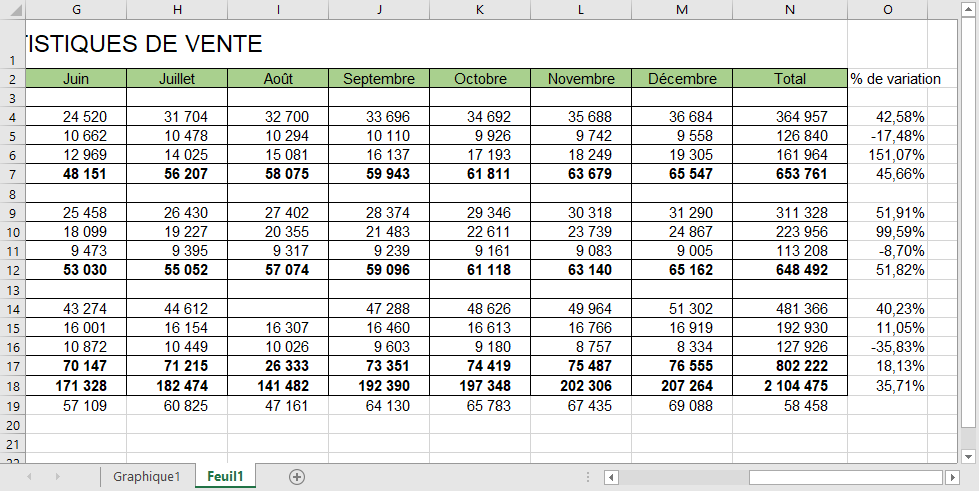 G H I J K L M N O
1 TISTIQUES DE VENTE
2 Juin Juillet Août Septembre Octobre Novembre Décembre Total % de variation
3
4 24 520 31 704 32 700 33 696 34 692 35 688 36 684 364 957 42,58%
5 10 662 10 478 10 294 10 110 9 926 9 742 9 558 126 840 -17,48%
6 12 969 14 025 15 081 16 137 17 193 18 249 19 305 161 964 151,07%
7 48 151 56 207 58 075 59 943 61 811 63 679 65 547 653 761 45,66%
8
9 25 458 26 430 27 402 28 374 29 346 30 318 31 290 311 328 51,91%
10 18 099 19 227 20 355 21 483 22 611 23 739 24 867 223 956 99,59%
11 9 473 9 395 9 317 9 239 9 161 9 083 9 005 113 208 -8,70%
12 53 030 55 052 57 074 59 096 61 118 63 140 65 162 648 492 51,82%
13
14 43 274 44 612 47 288 48 626 49 964 51 302 481 366 40,23%
15 16 001 16 154 16 307 16 460 16 613 16 766 16 919 192 930 11,05%
16 10 872 10 449 10 026 9 603 9 180 8 757 8 334 127 926 -35,83%
17 70 147 71 215 26 333 73 351 74 419 75 487 76 555 802 222 18,13%
18 171 328 182 474 141 482 192 390 197 348 202 306 207 264 2 104 475 35,71%
19 57 109 60 825 47 161 64 130 65 783 67 435 69 088 58 458
20
21
22
Graphique1 Feuil1